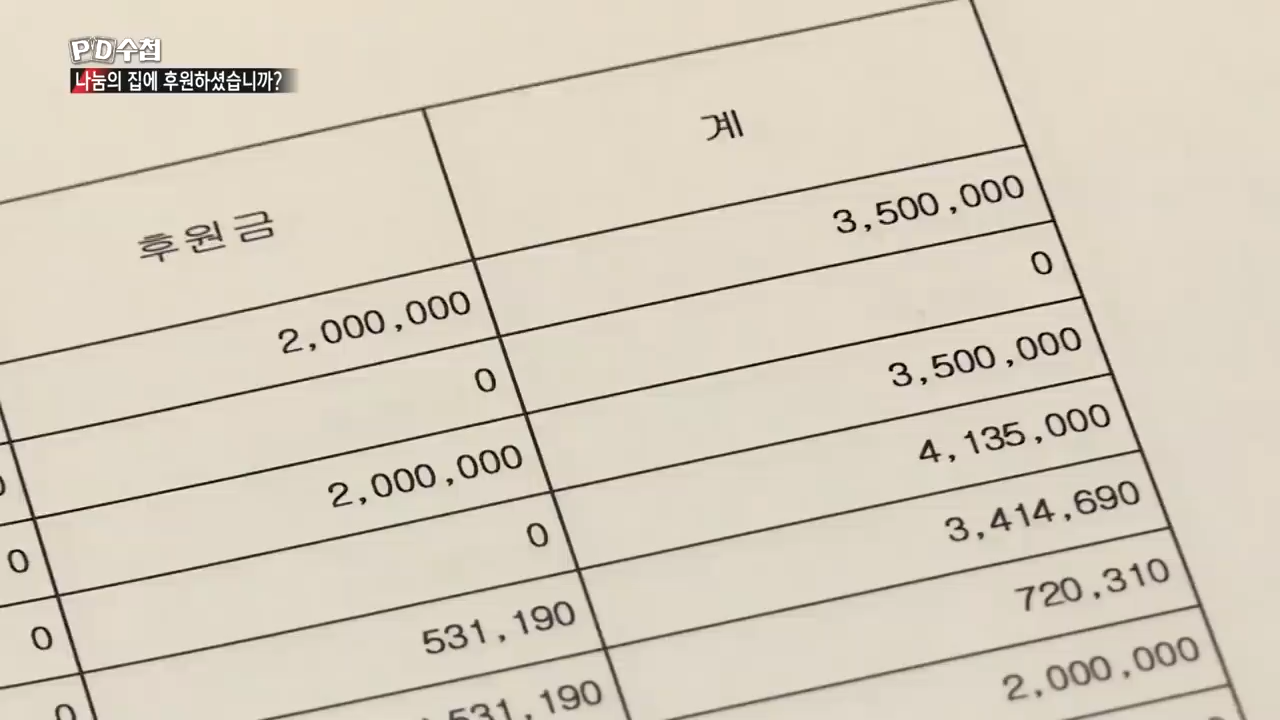 PD수첩
나눔의 집에 후원하셨습니까?
후원금 계
2,000,000 3,500,000
0 0
2,000,000 3,500,000
0 0 4,135,000
0 531,190 3,414,690
0 531,190 720,310
2,000,000